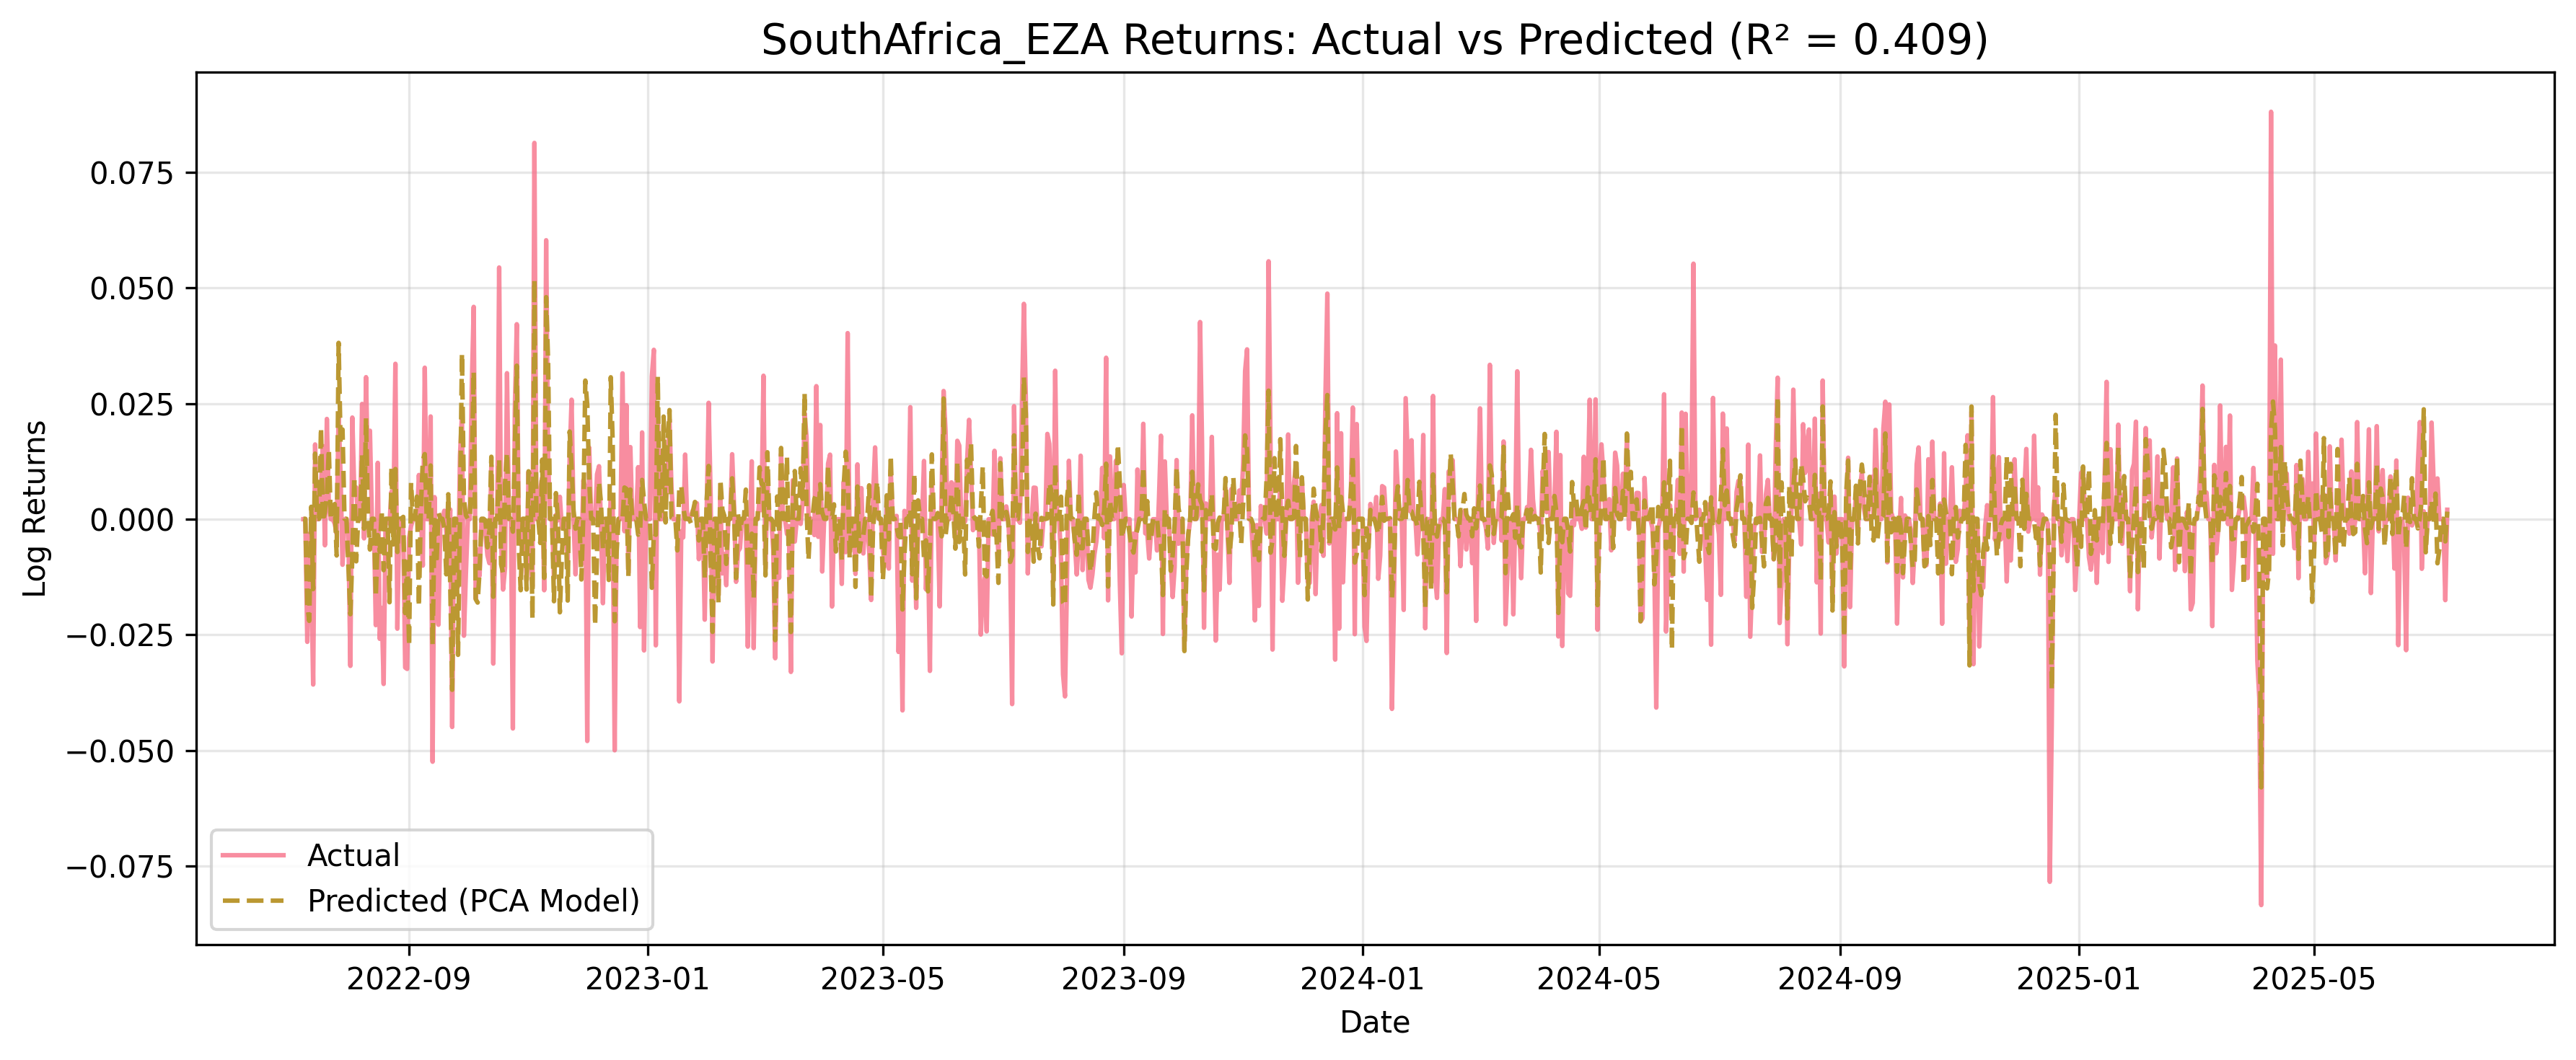 SouthAfrica_EZA Returns: Actual vs Predicted (R² = 0.409)
Log Returns
0.075
0.050
0.025
0.000
−0.025
−0.050
−0.075
Actual
Predicted (PCA Model)
2022-09 2023-01 2023-05 2023-09 2024-01 2024-05 2024-09 2025-01 2025-05
Date